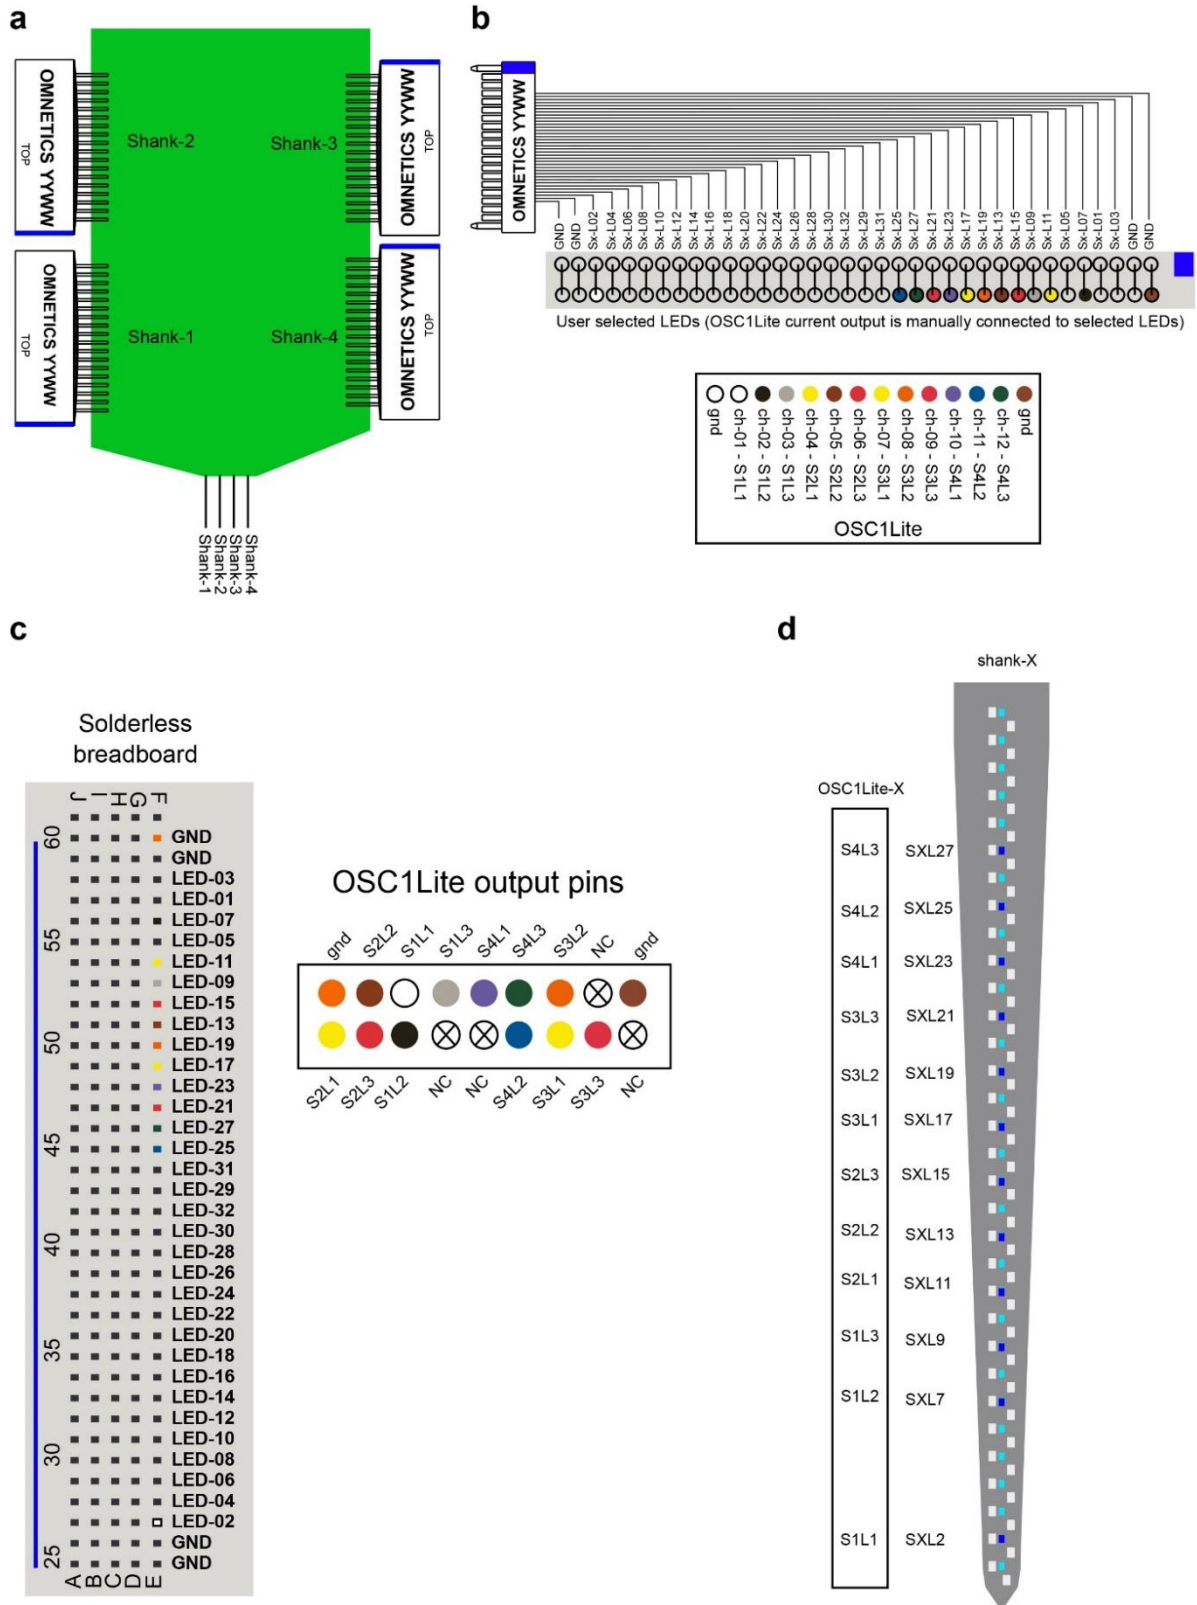 a
OMNETICS YYWW
TOP
Shank-2
Shank-3
OMNETICS YYWW
TOP
OMNETICS YYWW
TOP
Shank-1
Shank-4
OMNETICS YYWW
TOP
Shank-1
Shank-2
Shank-3
Shank-4
b
OMNETICS YYWW
GND
GND
Sx-L02
Sx-L04
Sx-L06
Sx-L08
Sx-L10
Sx-L12
Sx-L14
Sx-L16
Sx-L18
Sx-L20
Sx-L22
Sx-L24
Sx-L26
Sx-L28
Sx-L30
Sx-L32
Sx-L29
Sx-L31
Sx-L25
Sx-L27
Sx-L21
Sx-L23
Sx-L17
Sx-L19
Sx-L13
Sx-L15
Sx-L09
Sx-L11
Sx-L05
Sx-L07
Sx-L01
Sx-L03
GND
GND
User selected LEDs (OSC1Lite current output is manually connected to selected LEDs)
gnd
ch-01 - S1L1
ch-02 - S1L2
ch-03 - S1L3
ch-04 - S2L1
ch-05 - S2L2
ch-06 - S2L3
ch-07 - S3L1
ch-08 - S3L2
ch-09 - S3L3
ch-10 - S4L1
ch-11 - S4L2
ch-12 - S4L3
gnd
OSC1Lite
c
Solderless
breadboard
J I H G F
60
GND
GND
LED-03
LED-01
LED-07
55
LED-05
LED-11
LED-09
LED-15
LED-13
50
LED-19
LED-17
LED-23
LED-21
LED-27
45
LED-25
LED-31
LED-29
LED-32
LED-30
40
LED-28
LED-26
LED-24
LED-22
LED-20
35
LED-18
LED-16
LED-14
LED-12
LED-10
30
LED-08
LED-06
LED-04
LED-02
GND
25
GND
A B C D E
OSC1Lite output pins
gnd S2L2 S1L1 S1L3 S4L1 S4L3 S3L2 NC gnd
S2L1 S2L3 S1L2 NC NC S4L2 S3L1 S3L3 NC
d
shank-X
OSC1Lite-X
S4L3 SXL27
S4L2 SXL25
S4L1 SXL23
S3L3 SXL21
S3L2 SXL19
S3L1 SXL17
S2L3 SXL15
S2L2 SXL13
S2L1 SXL11
S1L3 SXL9
S1L2 SXL7
S1L1 SXL2